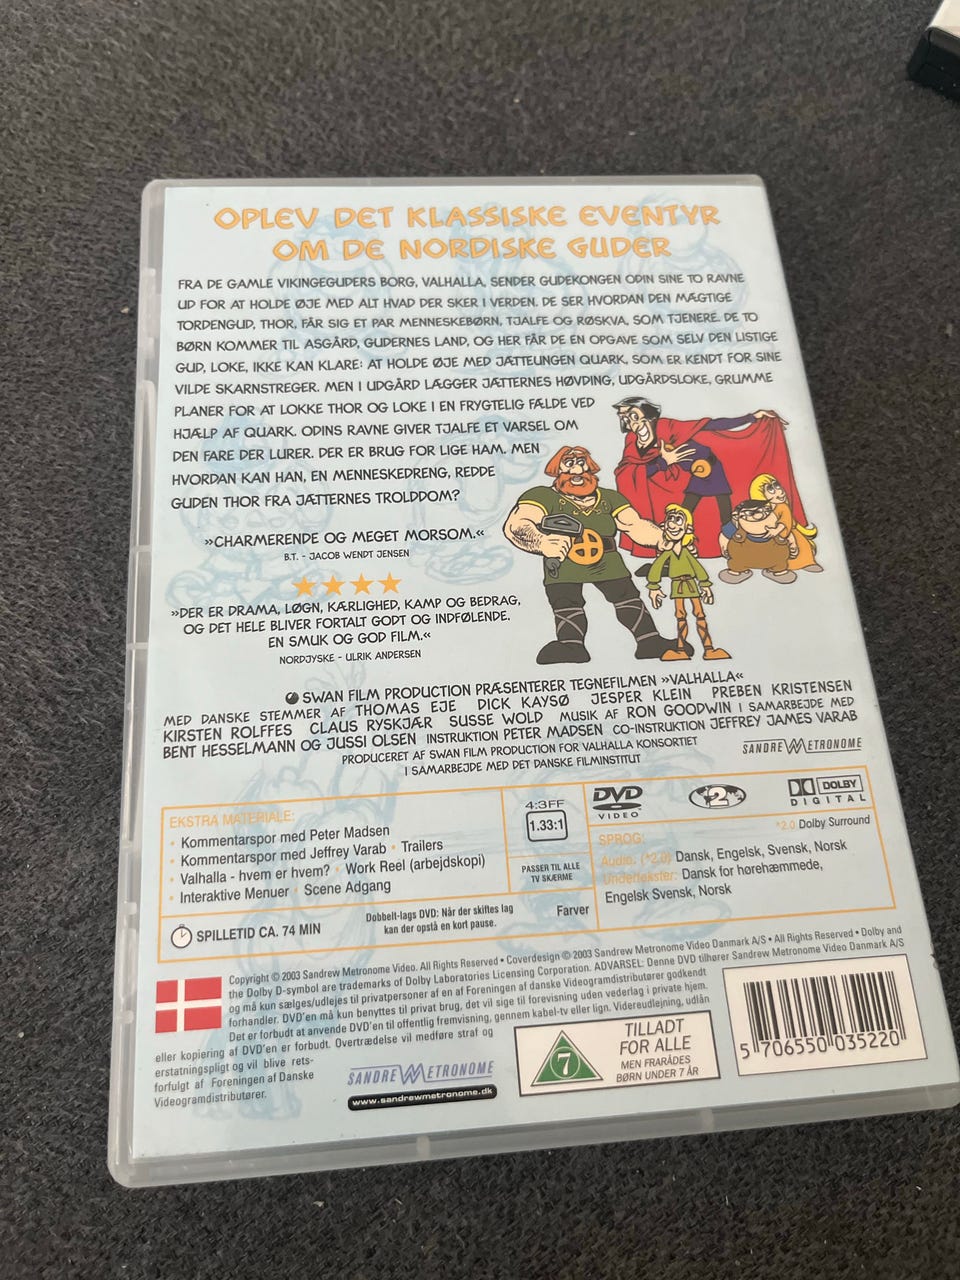 OPLEV DET KLASSISKE EVENTYR
OM DE NORDISKE GUDER
FRA DE GAMLE VIKINGEGUDERS BORG, VALHALLA, SENDER GUDEKONGEN ODIN SINE TO RAVNE
UD FOR AT HOLDE ØJE MED ALT HVAD DER SKER I VERDEN. DE SER HVORDAN DEN MÆGTIGE
TORDENGUD, THOR, FÅR SIG ET PAR MENNESKEBØRN, TJALFE OG RØSKVA, SOM TJENERE. DE TO
BØRN KOMMER TIL ASGÅRD, GUDERNES LAND, OG HER FÅR DE EN OPGAVE SOM SELV DEN LISTIGE
GUD, LOKE, IKKE KAN KLARE: AT HOLDE ØJE MED JÆTTEUNGEN QUARK, SOM ER KENDT FOR SINE
VILDE SKARNSTREGER. MEN I UDGÅRD LÆGGER JÆTTERNES HØVDING, UDGÅRDSLOKE, GRUMME
PLANER FOR AT LOKKE THOR OG LOKE I EN FRYGTELIG FÆLDE VED
HJÆLP AF QUARK. ODINS RAVNE GIVER TJALFE ET VARSEL OM
DEN FARE DER LURER. DER ER BRUG FOR LIGE HAM. MEN
HVORDAN KAN HAN, EN MENNESKEDRENG, REDDE
GUDEN THOR FRA JÆTTERNES TROLDDOM?
»CHARMERENDE OG MEGET MORSOM.«
B.T. - JACOB WENDT JENSEN
»DER ER DRAMA, LØGN, KÆRLIGHED, KAMP OG BEDRAG,
OG DET HELE BLIVER FORTALT GODT OG INDFØLENDE.
EN SMUK OG GOD FILM.«
NORDJYSKE - ULRIK ANDERSEN
SWAN FILM PRODUCTION PRÆSENTERER TEGNEFILMEN »VALHALLA«
MED DANSKE STEMMER AF THOMAS EJE DICK KAYSØ JESPER KLEIN PREBEN KRISTENSEN
KIRSTEN ROLFFES CLAUS RYSKJÆR SUSSE WOLD MUSIK AF RON GOODWIN I SAMARBEJDE MED
BENT HESSELMANN OG JUSSI OLSEN INSTRUKTION PETER MADSEN CO-INSTRUKTION JEFFREY JAMES VARAB
PRODUCERET AF SWAN FILM PRODUCTION FOR VALHALLA KONSORTIET
I SAMARBEJDE MED DET DANSKE FILMINSTITUT
SANDREW METRONOME
EKSTRA MATERIALE:
• Kommentarspor med Peter Madsen
• Kommentarspor med Jeffrey Varab • Trailers
• Valhalla - hvem er hvem? • Work Reel (arbejdskopi)
• Interaktive Menuer • Scene Adgang
4:3FF
1.33:1
PASSER TIL ALLE
TV SKÆRME
DVD
VIDEO
2
DOLBY
DIGITAL
*2.0 Dolby Surround
SPROG:
Audio: (*2.0) Dansk, Engelsk, Svensk, Norsk
Undertekster: Dansk for hørehæmmede,
Engelsk Svensk, Norsk
SPILLETID CA. 74 MIN
Dobbelt-lags DVD: Når der skiftes lag
kan der opstå en kort pause.
Farver
Copyright © 2003 Sandrew Metronome Video. All Rights Reserved • Coverdesign © 2003 Sandrew Metronome Video Danmark A/S • All Rights Reserved • Dolby and
the Dolby D-symbol are trademarks of Dolby Laboratories Licensing Corporation. ADVARSEL: Denne DVD tilhører Sandrew Metronome Video Danmark A/S
og må kun sælges/udlejes til privatpersoner af en af Foreningen af danske Videogramdistributører godkendt
forhandler. DVD'en må kun benyttes til privat brug, det vil sige til forevisning uden vederlag i private hjem.
Det er forbudt at anvende DVD'en til offentlig fremvisning, gennem kabel-tv eller lign. Videreudlejning, udlån
eller kopiering af DVD'en er forbudt. Overtrædelse vil medføre straf og
erstatningspligt og vil blive rets-
forfulgt af Foreningen af Danske
Videogramdistributører.
SANDREW METRONOME
www.sandrewmetronome.dk
7
TILLADT
FOR ALLE
MEN FRARÅDES
BØRN UNDER 7 ÅR
5 706550 035220